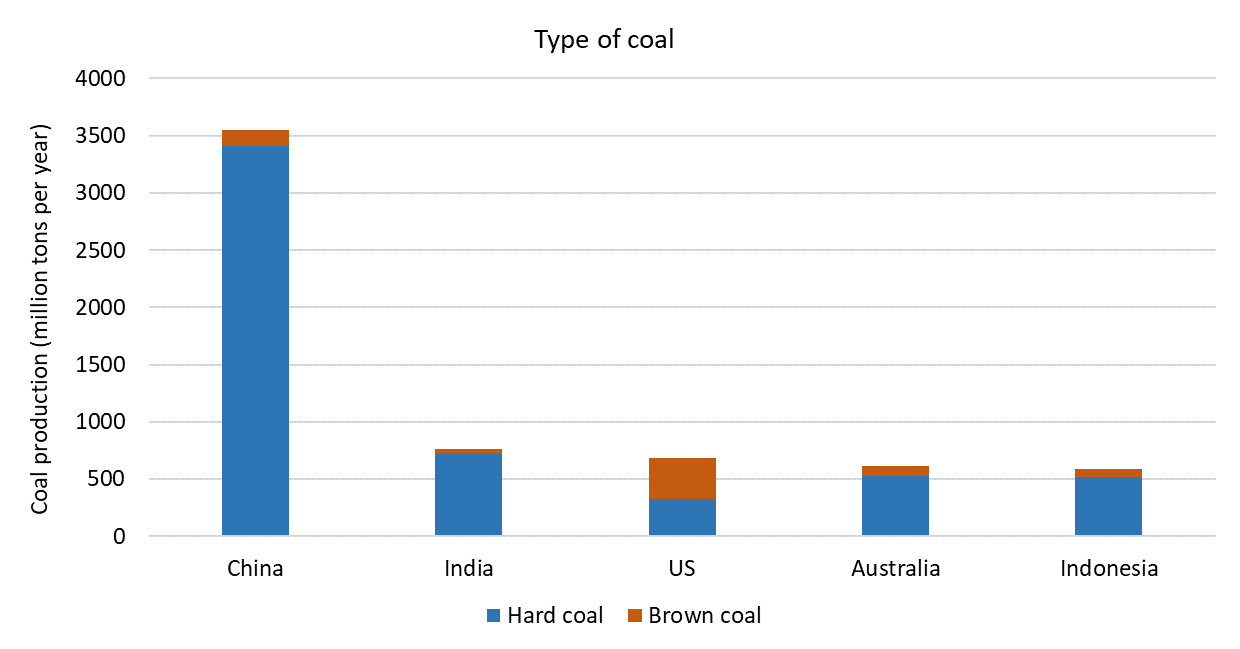 Type of coal
Coal production (million tons per year)
4000
3500
3000
2500
2000
1500
1000
500
0
China India US Australia Indonesia
Hard coal Brown coal